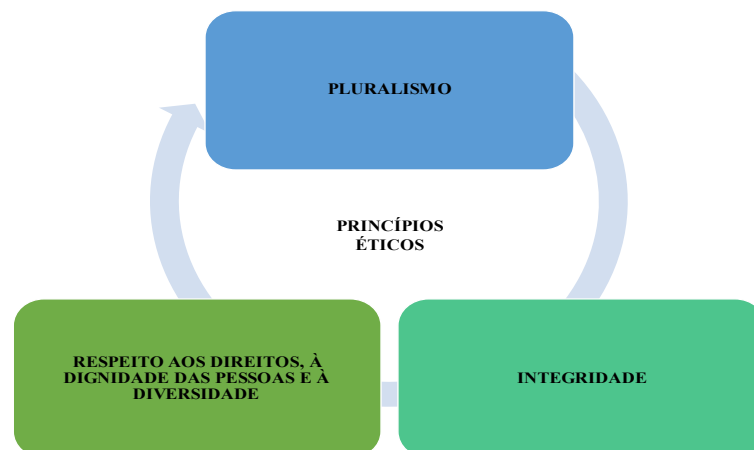 PLURALISMO
PRINCÍPIOS
ÉTICOS
RESPEITO AOS DIREITOS, À
DIGNIDADE DAS PESSOAS E À
DIVERSIDADE
INTEGRIDADE